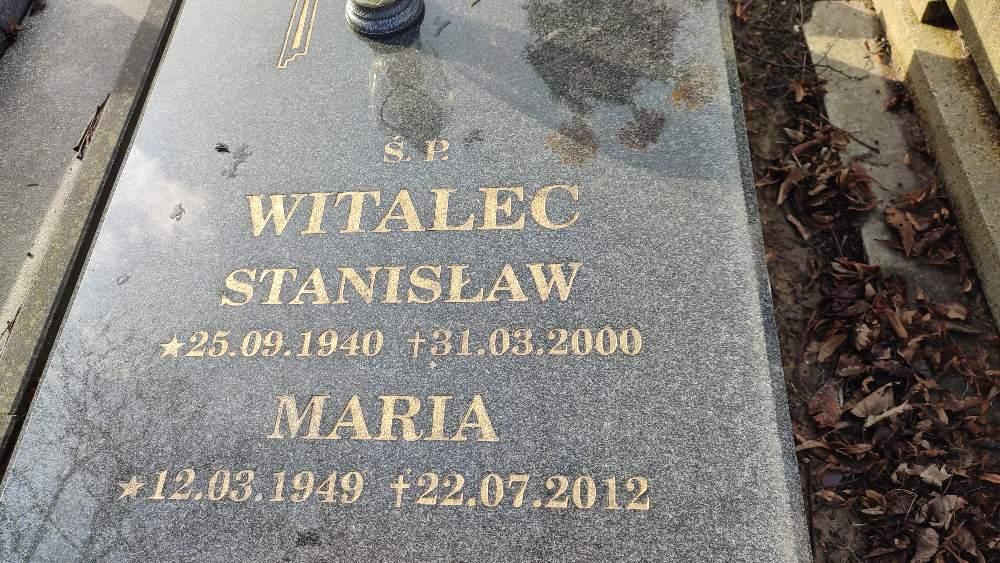 Ś. P.
WITALEC
STANISŁAW
★25.09.1940 †31.03.2000
MARIA
★12.03.1949 †22.07.2012